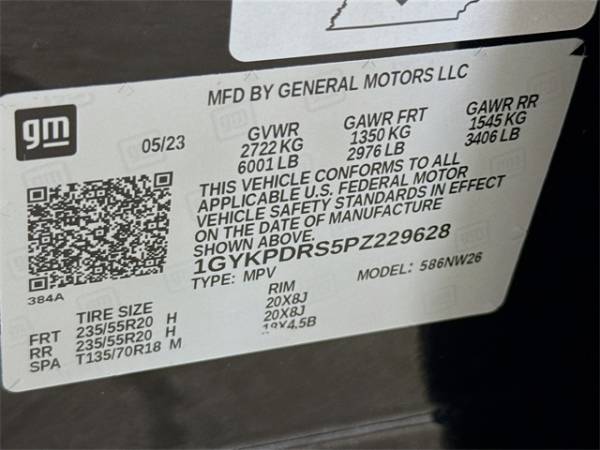 MFD BY GENERAL MOTORS LLC
gm
05/23
GVWR GAWR FRT GAWR RR
2722 KG 1350 KG 1545 KG
6001 LB 2976 LB 3406 LB
THIS VEHICLE CONFORMS TO ALL
APPLICABLE U.S. FEDERAL MOTOR
VEHICLE SAFETY STANDARDS IN EFFECT
ON THE DATE OF MANUFACTURE
SHOWN ABOVE.
1GYKPDRS5PZ229628
TYPE: MPV MODEL: 586NW26
384A
TIRE SIZE RIM
FRT 235/55R20 H 20X8J
RR 235/55R20 H 20X8J
SPA T135/70R18 M 18X4.5B